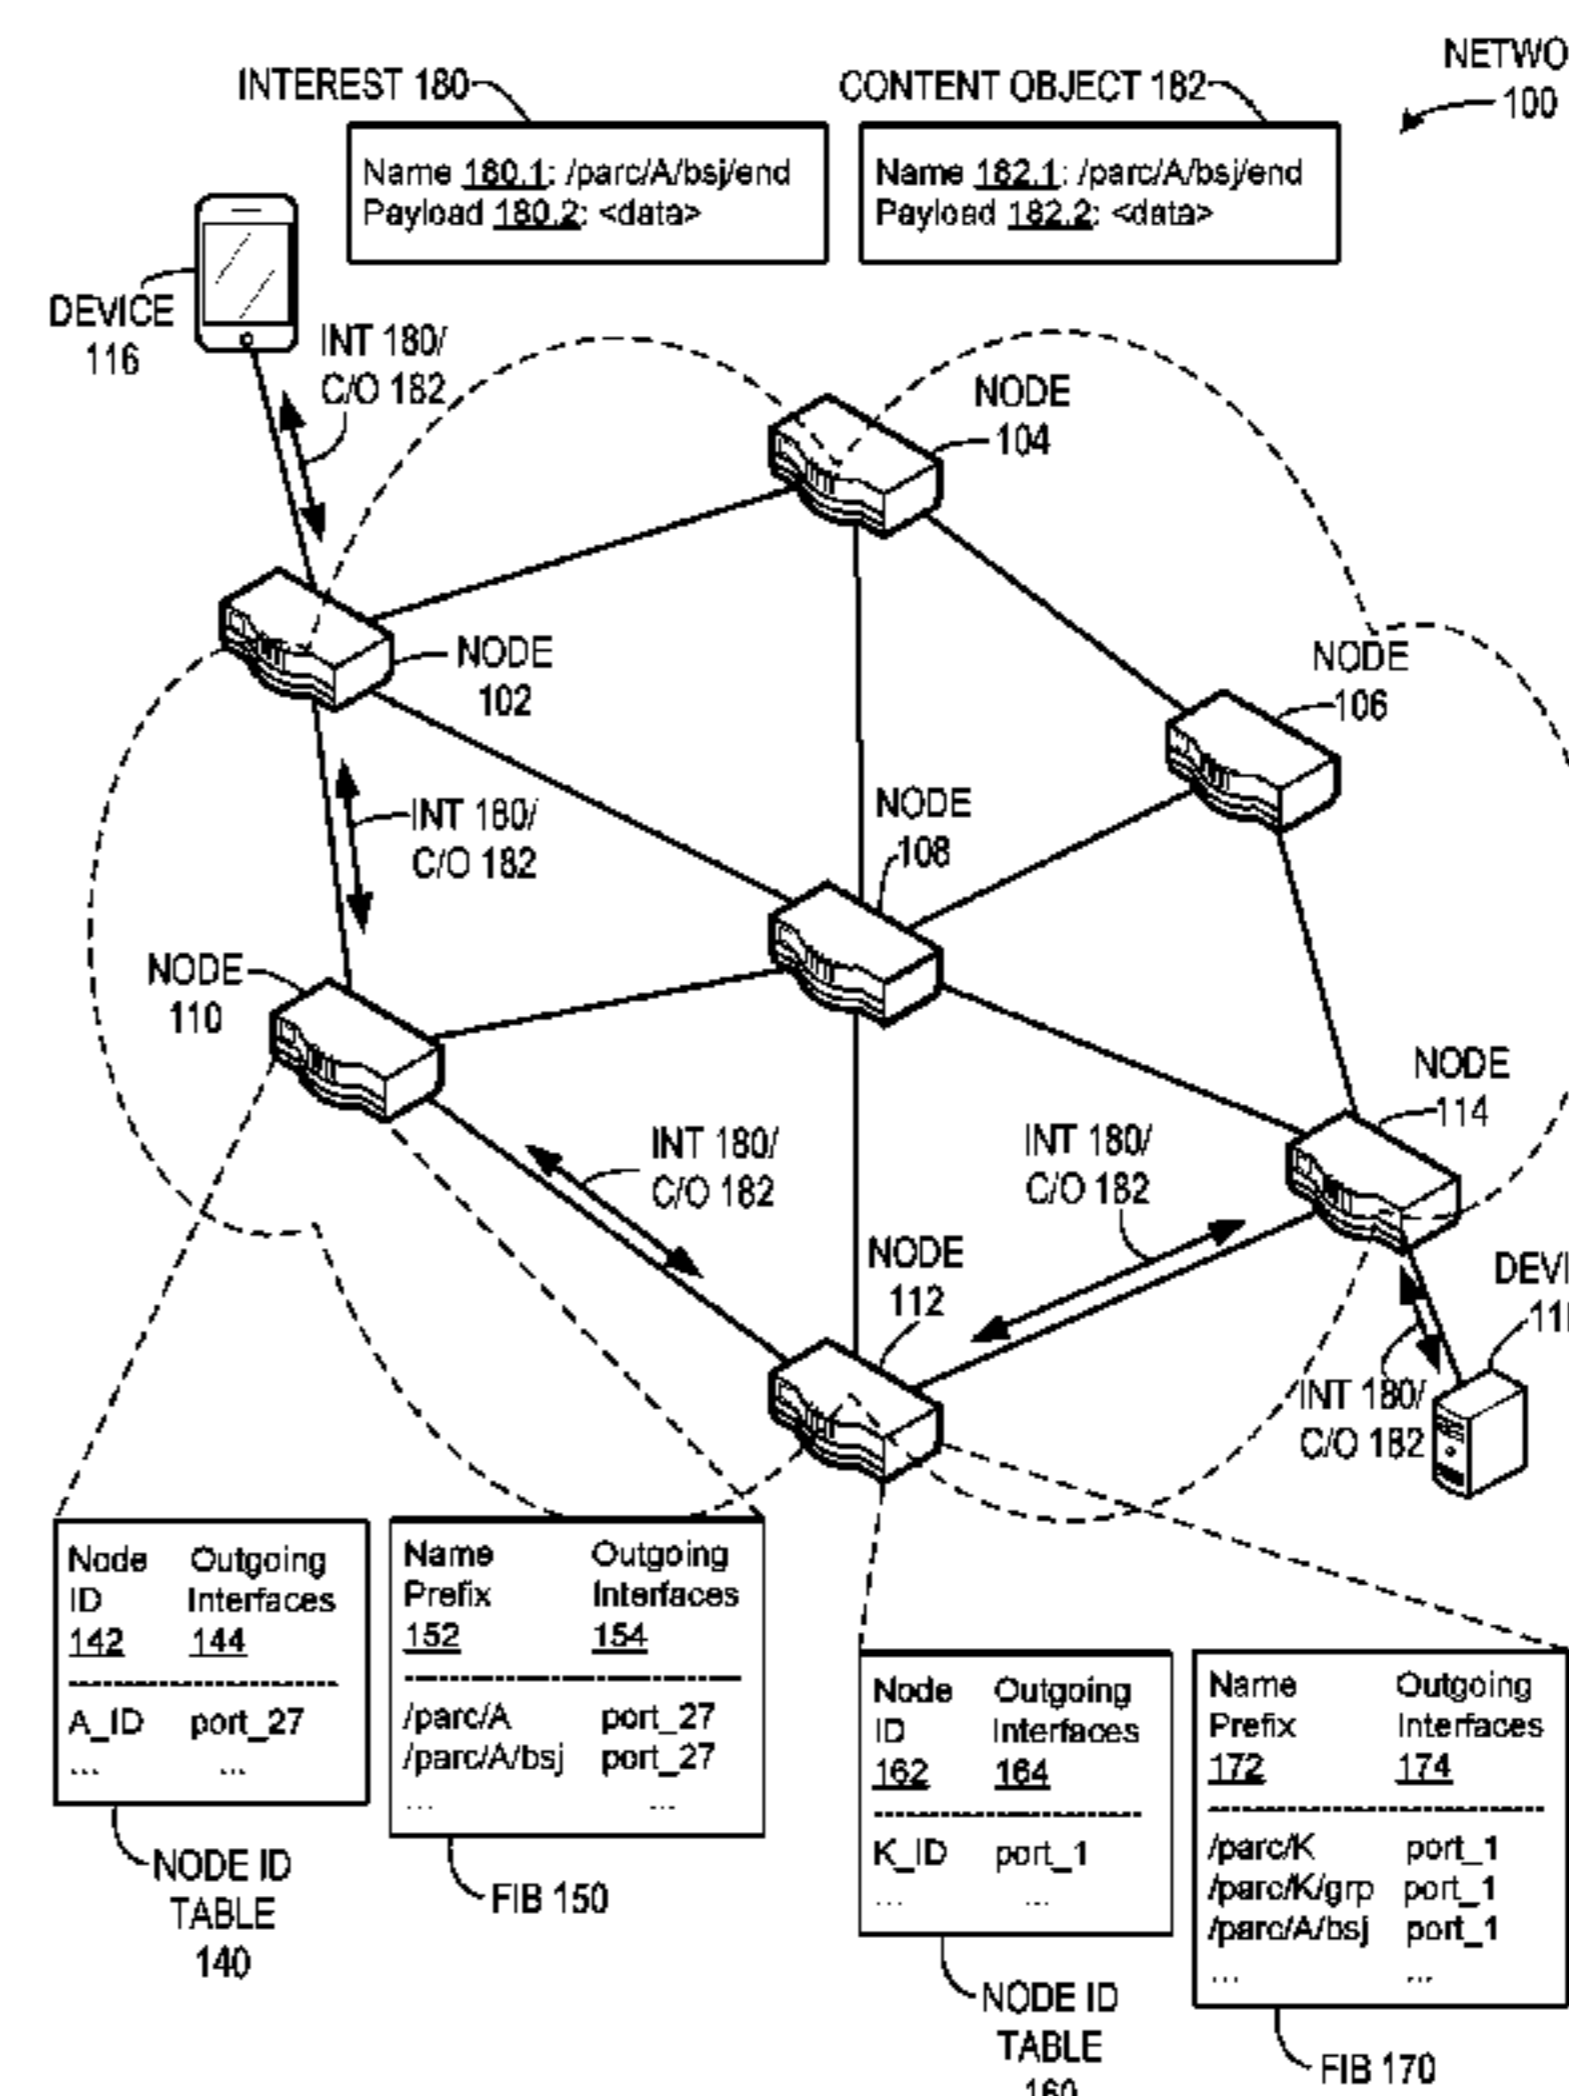 NETWO
100
INTEREST 180
CONTENT OBJECT 182
Name 180.1: /parc/A/bsj/end
Payload 180.2: <data>
Name 182.1: /parc/A/bsj/end
Payload 182.2: <data>
DEVICE
116
INT 180/
C/O 182
NODE
104
NODE
102
NODE
106
INT 180/
C/O 182
NODE
108
NODE
110
NODE
114
INT 180/
C/O 182
INT 180/
C/O 182
NODE
112
DEVI
11
INT 180/
C/O 182
Node Outgoing
ID Interfaces
142 144
A_ID port_27
... ...
NODE ID
TABLE
140
Name Outgoing
Prefix Interfaces
152 154
/parc/A port_27
/parc/A/bsj port_27
... ...
FIB 150
Node Outgoing
ID Interfaces
162 164
K_ID port_1
... ...
NODE ID
TABLE
160
Name Outgoing
Prefix Interfaces
172 174
/parc/K port_1
/parc/K/grp port_1
/parc/A/bsj port_1
... ...
FIB 170